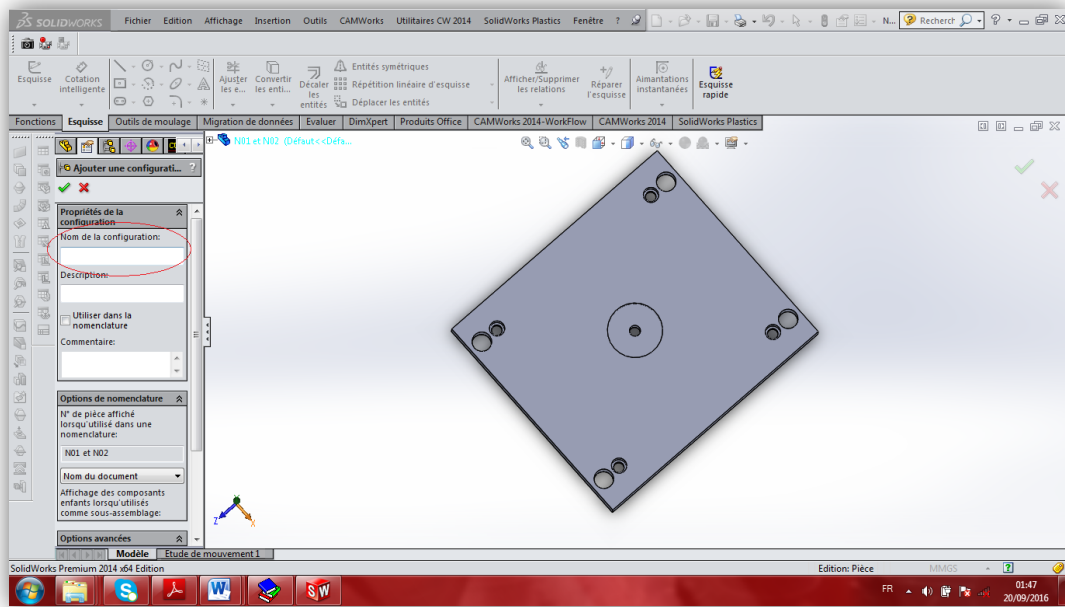 SOLIDWORKS Fichier Edition Affichage Insertion Outils CAMWorks Utilitaires CW 2014 SolidWorks Plastics Fenêtre ? N... Recherch ?
Esquisse
Cotation intelligente
Ajuster les e...
Convertir les enti...
Décaler les entités
Entités symétriques
Répétition linéaire d'esquisse
Déplacer les entités
Afficher/Supprimer les relations
Réparer l'esquisse
Aimantations instantanées
Esquisse rapide
Fonctions Esquisse Outils de moulage Migration de données Evaluer DimXpert Produits Office CAMWorks 2014-WorkFlow CAMWorks 2014 SolidWorks Plastics
N01 et N02 (Défaut<<Défa...
Ajouter une configurati... ?
Propriétés de la
configuration
Nom de la configuration:
Description:
Utiliser dans la
nomenclature
Commentaire:
Options de nomenclature
N° de pièce affiché
lorsqu'utilisé dans une
nomenclature:
N01 et N02
Nom du document
Affichage des composants
enfants lorsqu'utilisés
comme sous-assemblage:
Options avancées
Z
X
Modèle Etude de mouvement 1
SolidWorks Premium 2014 x64 Edition Edition: Pièce MMGS
FR 01:47
20/09/2016